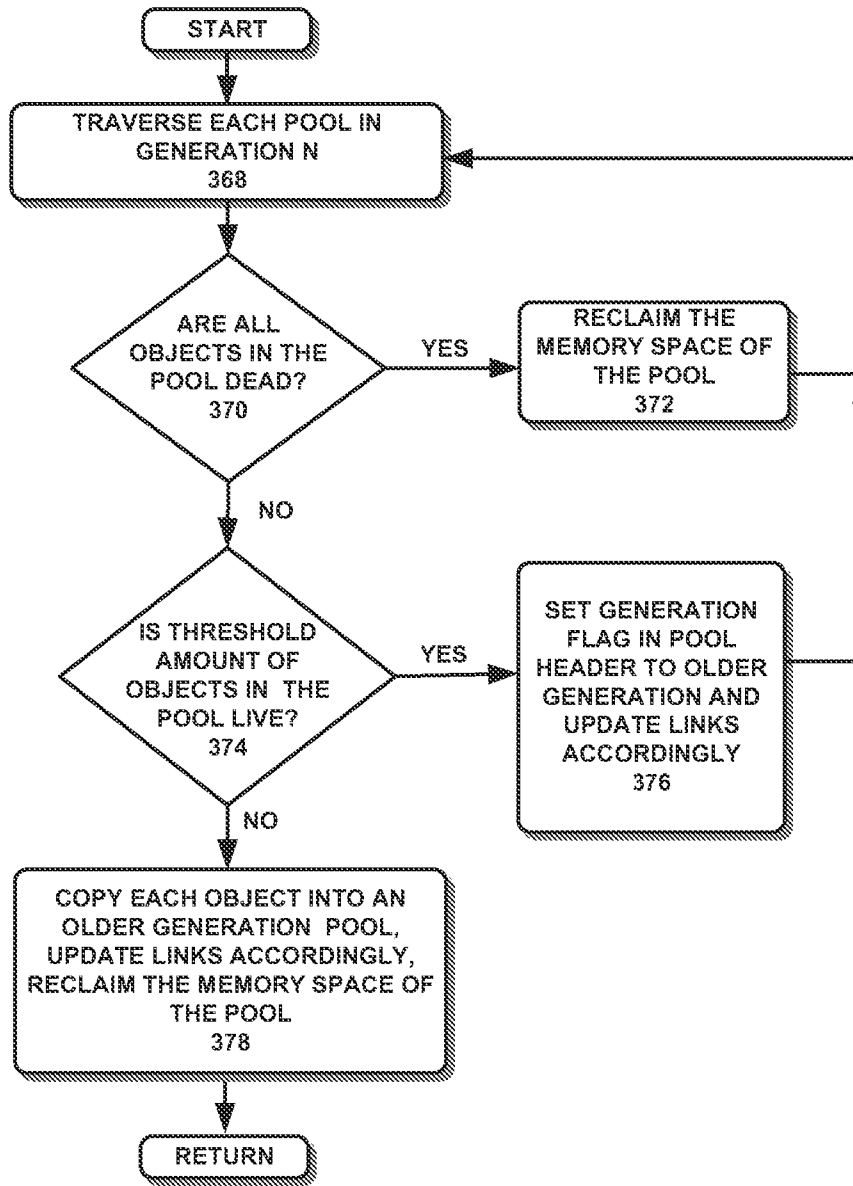 START
TRAVERSE EACH POOL IN
GENERATION N
368
ARE ALL
OBJECTS IN THE
POOL DEAD?
370
YES
RECLAIM THE
MEMORY SPACE OF
THE POOL
372
NO
IS THRESHOLD
AMOUNT OF
OBJECTS IN THE
POOL LIVE?
374
YES
SET GENERATION
FLAG IN POOL
HEADER TO OLDER
GENERATION AND
UPDATE LINKS
ACCORDINGLY
376
NO
COPY EACH OBJECT INTO AN
OLDER GENERATION POOL,
UPDATE LINKS ACCORDINGLY,
RECLAIM THE MEMORY SPACE OF
THE POOL
378
RETURN